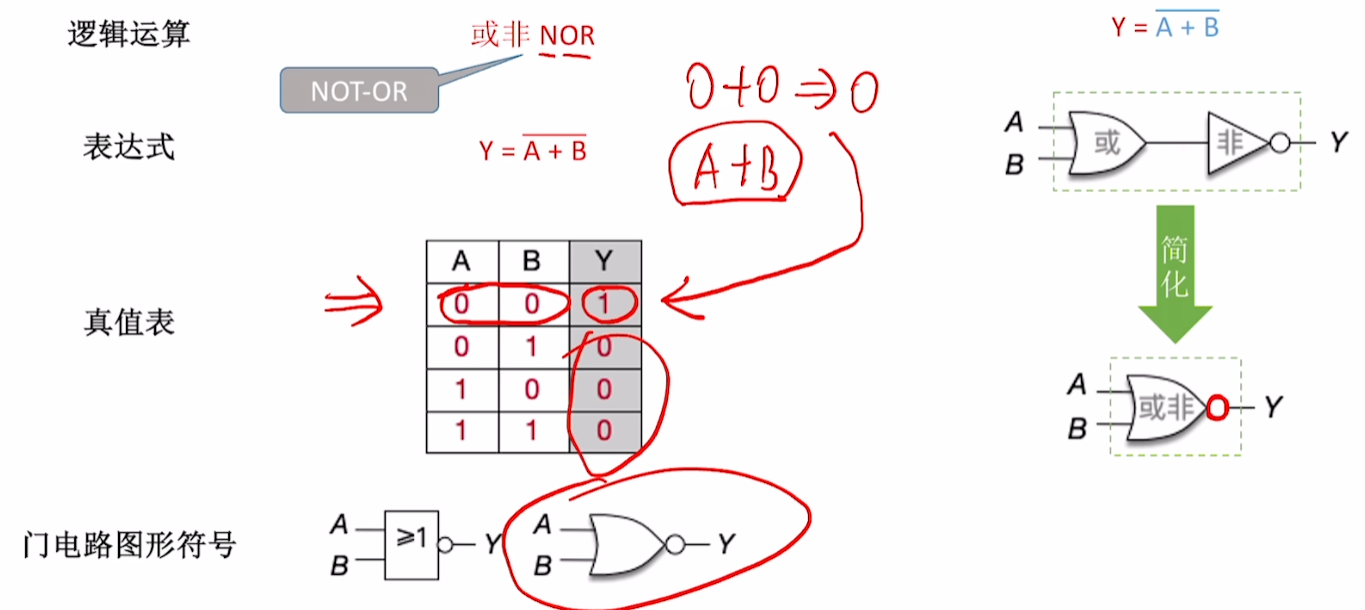 逻辑运算
或非 NOR
NOT-OR
0+0⇒0
表达式
Y = \overline{A + B}
A+B
真值表
A B Y
0 0 1
0 1 0
1 0 0
1 1 0
门电路图形符号
A
B
≥1
Y
A
B
Y
Y = \overline{A + B}
A
B
或
非
Y
简化
A
B
或非
Y